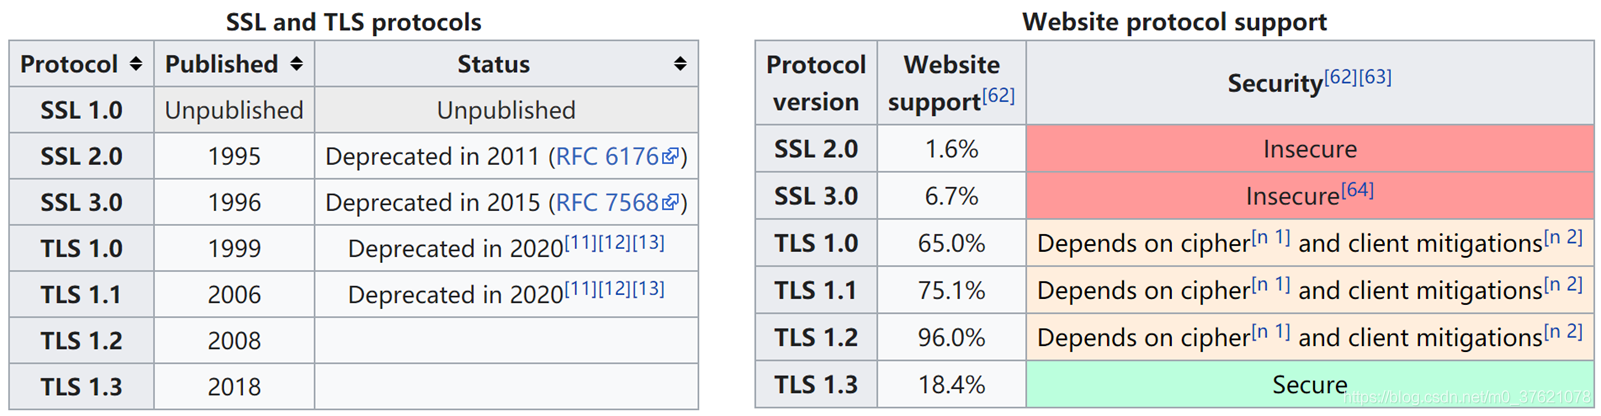 SSL and TLS protocols
Protocol Published Status
SSL 1.0 Unpublished Unpublished
SSL 2.0 1995 Deprecated in 2011 (RFC 6176)
SSL 3.0 1996 Deprecated in 2015 (RFC 7568)
TLS 1.0 1999 Deprecated in 2020[11][12][13]
TLS 1.1 2006 Deprecated in 2020[11][12][13]
TLS 1.2 2008
TLS 1.3 2018
Website protocol support
Protocol version Website support[62] Security[62][63]
SSL 2.0 1.6% Insecure
SSL 3.0 6.7% Insecure[64]
TLS 1.0 65.0% Depends on cipher[n 1] and client mitigations[n 2]
TLS 1.1 75.1% Depends on cipher[n 1] and client mitigations[n 2]
TLS 1.2 96.0% Depends on cipher[n 1] and client mitigations[n 2]
TLS 1.3 18.4% Secure
https://blog.csdn.net/m0_37621078